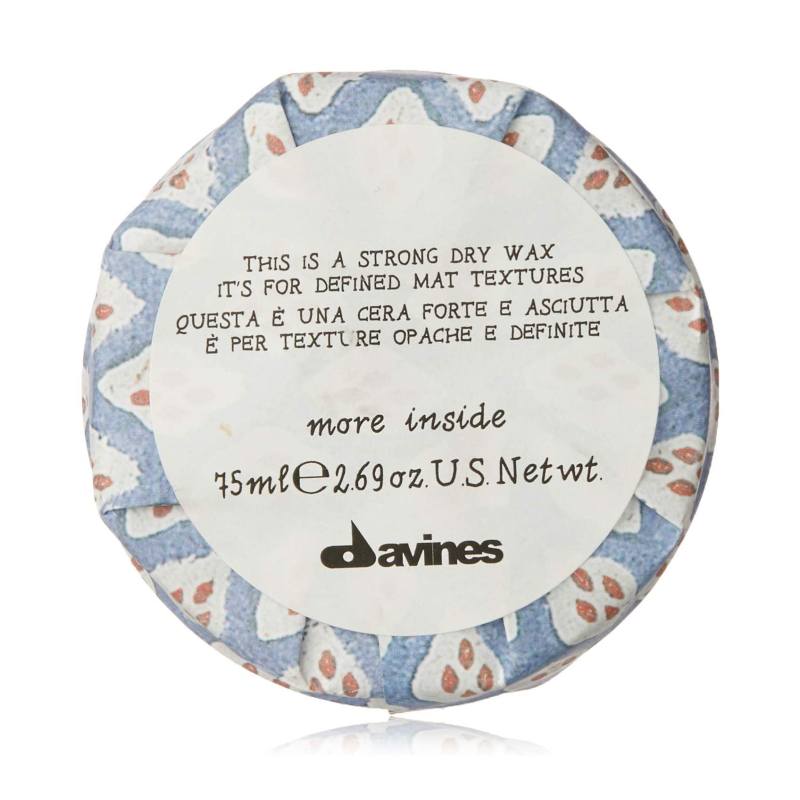 THIS IS A STRONG DRY WAX
IT'S FOR DEFINED MAT TEXTURES
QUESTA È UNA CERA FORTE E ASCIUTTA
È PER TEXTURE OPACHE E DEFINITE
more inside
75ml℮2.69oz.U.S.Netwt.
davines